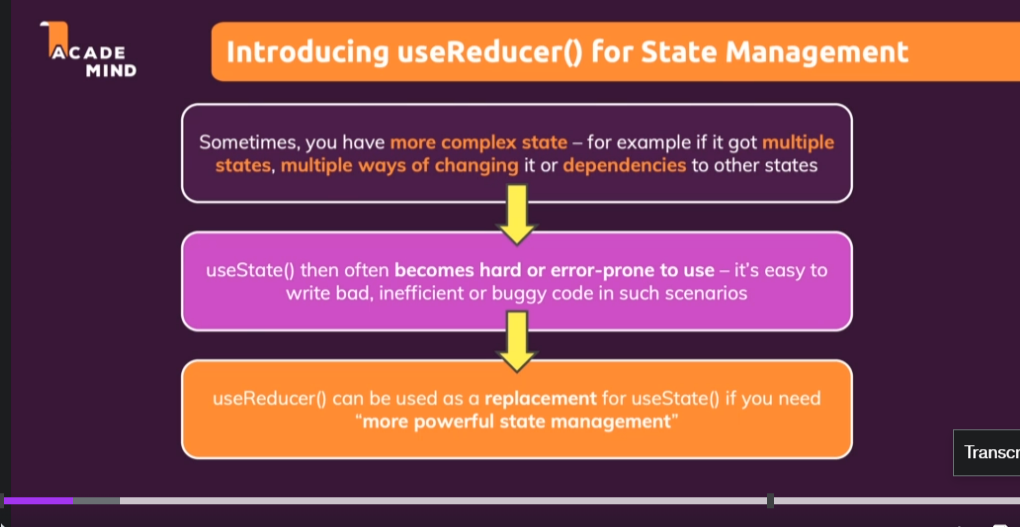 ACADE
MIND
Introducing useReducer() for State Management
Sometimes, you have more complex state – for example if it got multiple
states, multiple ways of changing it or dependencies to other states
useState() then often becomes hard or error-prone to use – it's easy to
write bad, inefficient or buggy code in such scenarios
useReducer() can be used as a replacement for useState() if you need
“more powerful state management”